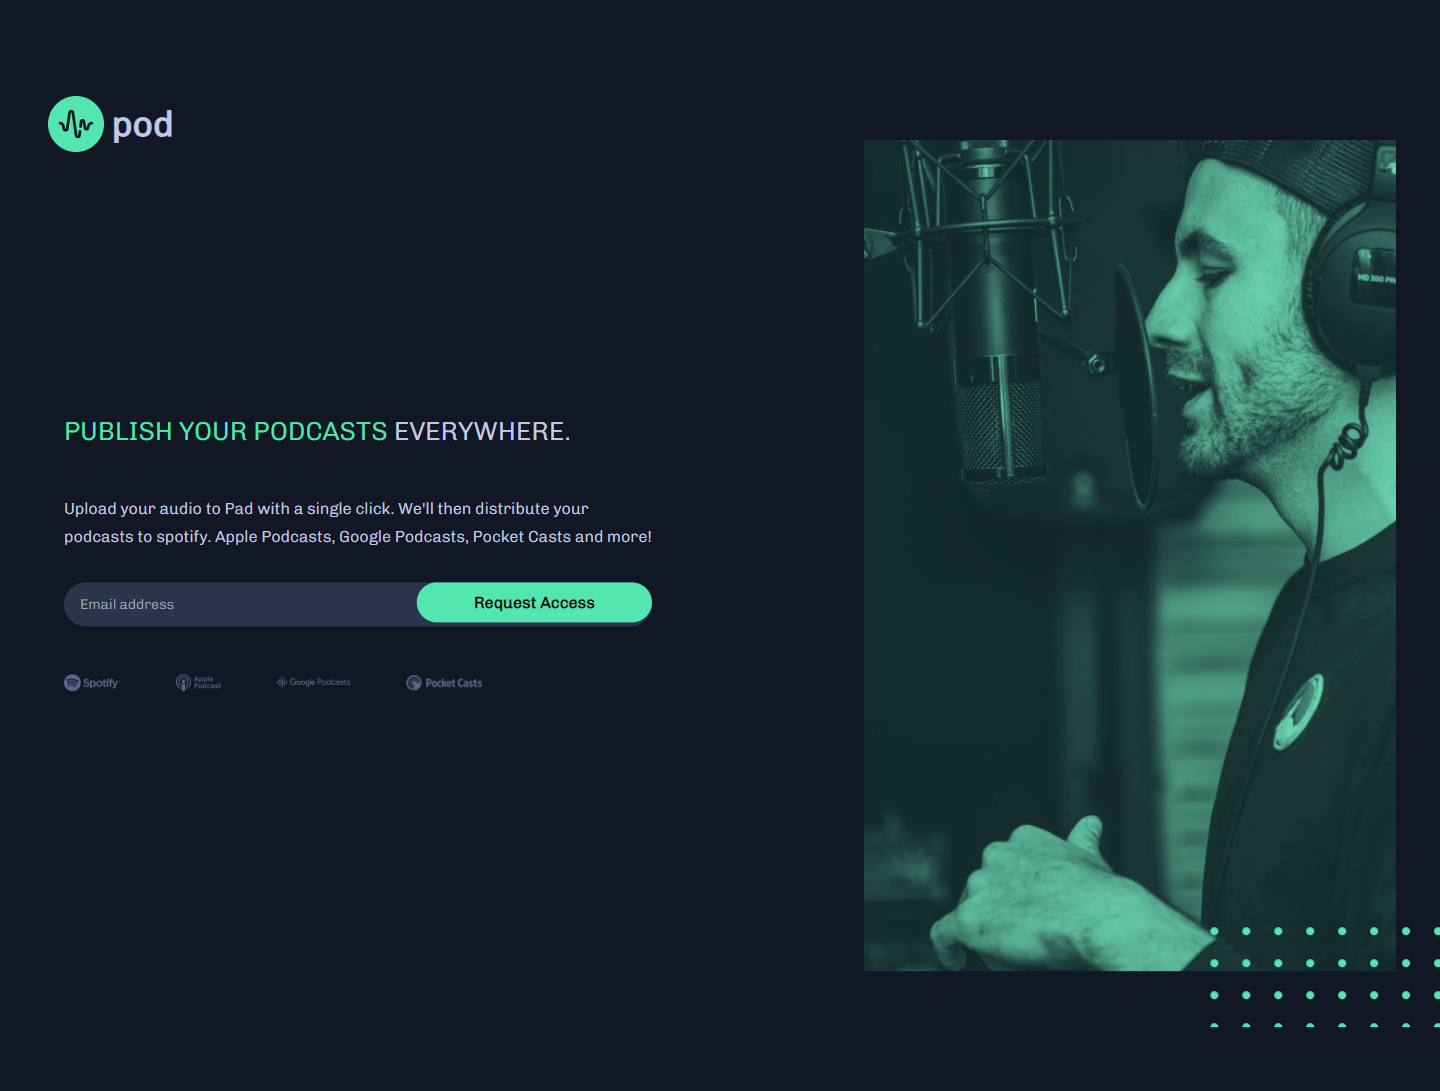 pod
PUBLISH YOUR PODCASTS EVERYWHERE.
Upload your audio to Pad with a single click. We'll then distribute your
podcasts to spotify. Apple Podcasts, Google Podcasts, Pocket Casts and more!
Email address
Request Access
Spotify
Apple
Podcast
Google Podcasts
Pocket Casts
HD 300